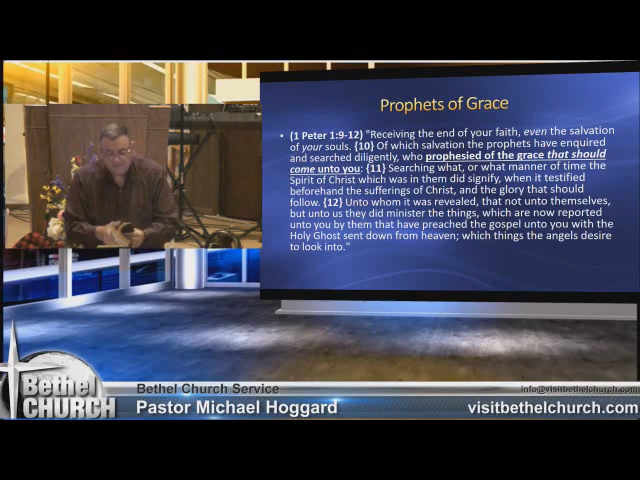 Prophets of Grace
• (1 Peter 1:9-12) "Receiving the end of your faith, even the salvation
of your souls. {10} Of which salvation the prophets have enquired
and searched diligently, who prophesied of the grace that should
come unto you: {11} Searching what, or what manner of time the
Spirit of Christ which was in them did signify, when it testified
beforehand the sufferings of Christ, and the glory that should
follow. {12} Unto whom it was revealed, that not unto themselves,
but unto us they did minister the things, which are now reported
unto you by them that have preached the gospel unto you with the
Holy Ghost sent down from heaven; which things the angels desire
to look into."
Bethel
CHURCH
Bethel Church Service
info@visitbethelchurch.com
Pastor Michael Hoggard
visitbethelchurch.com